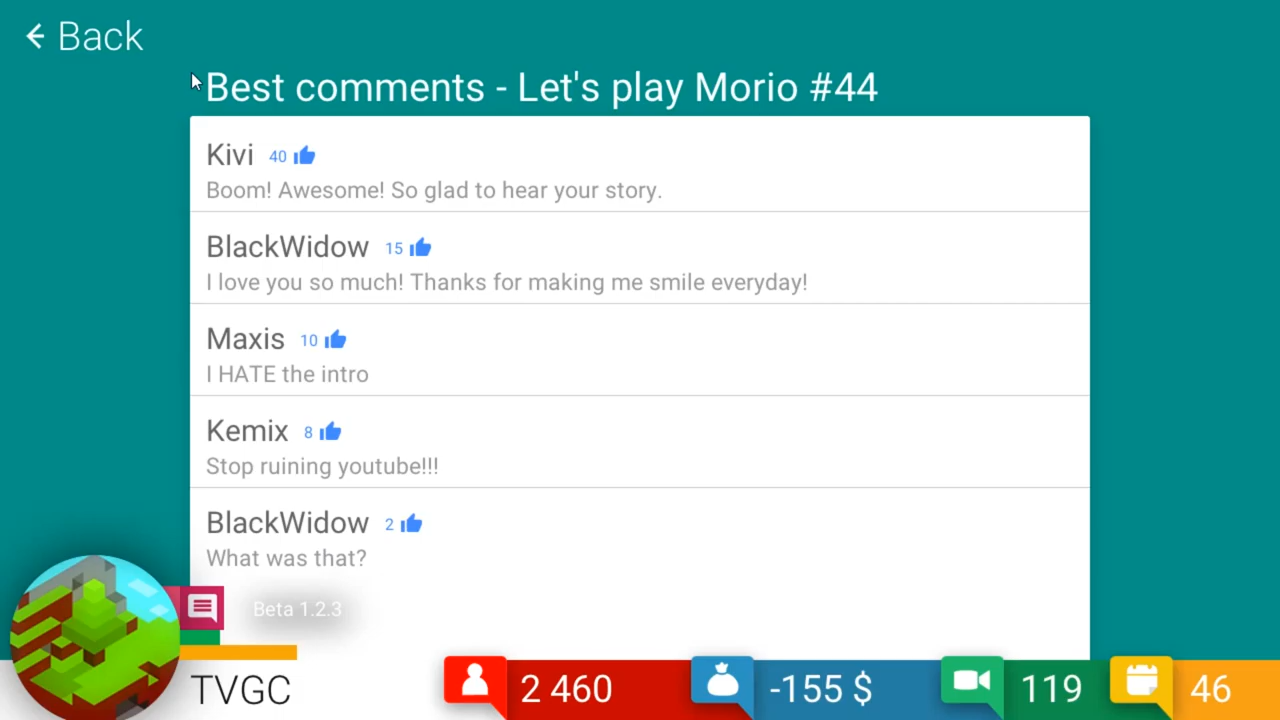 Back
Best comments - Let's play Morio #44
Kivi 40
Boom! Awesome! So glad to hear your story.
BlackWidow 15
I love you so much! Thanks for making me smile everyday!
Maxis 10
I HATE the intro
Kemix 8
Stop ruining youtube!!!
BlackWidow 2
What was that?
Beta 1.2.3
TVGC 2 460 -155 $ 119 46